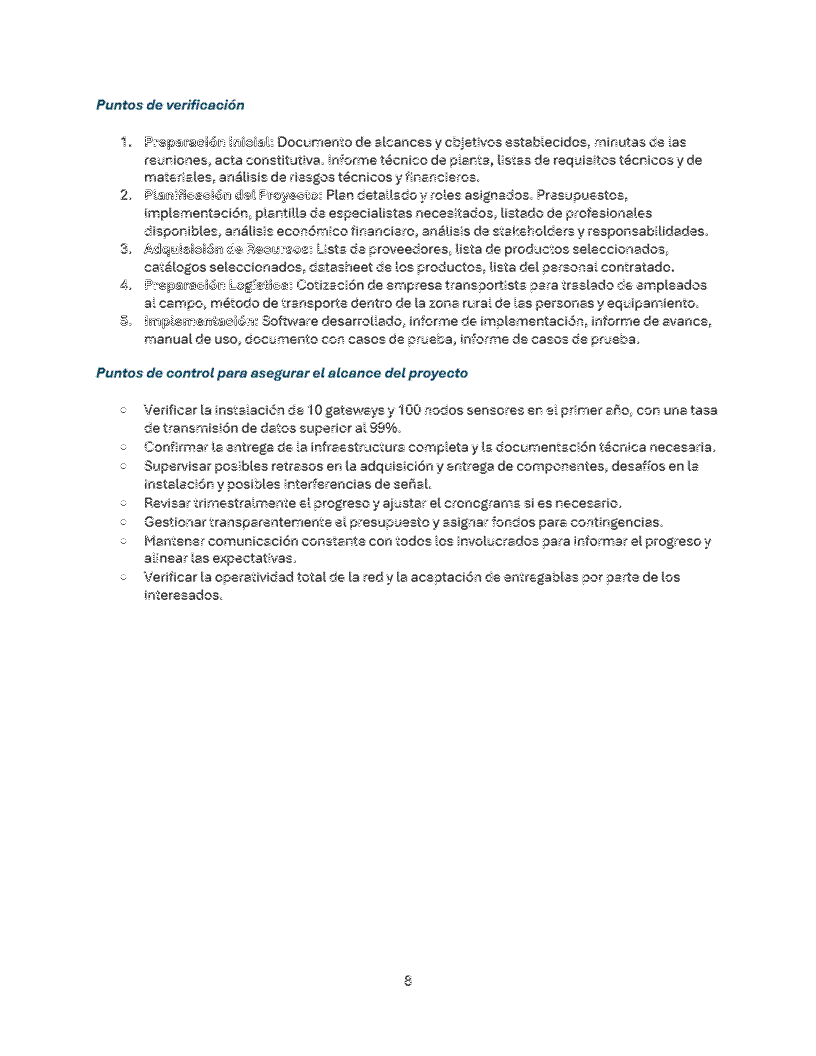 Puntos de verificación
1. Preparación Inicial: Documento de alcances y objetivos establecidos, minutas de las
reuniones, acta constitutiva. Informe técnico de planta, listas de requisitos técnicos y de
materiales, análisis de riesgos técnicos y financieros.
2. Planificación del Proyecto: Plan detallado y roles asignados. Presupuestos,
implementación, plantilla de especialistas necesitados, listado de profesionales
disponibles, análisis económico financiero, análisis de stakeholders y responsabilidades.
3. Adquisición de Recursos: Lista de proveedores, lista de productos seleccionados,
catálogos seleccionados, datasheet de los productos, lista del personal contratado.
4. Preparación Logística: Cotización de empresa transportista para traslado de empleados
al campo, método de transporte dentro de la zona rural de las personas y equipamiento.
5. Implementación: Software desarrollado, informe de implementación, informe de avance,
manual de uso, documento con casos de prueba, informe de casos de prueba.
Puntos de control para asegurar el alcance del proyecto
○ Verificar la instalación de 10 gateways y 100 nodos sensores en el primer año, con una tasa
de transmisión de datos superior al 99%.
○ Confirmar la entrega de la infraestructura completa y la documentación técnica necesaria.
○ Supervisar posibles retrasos en la adquisición y entrega de componentes, desafíos en la
instalación y posibles interferencias de señal.
○ Revisar trimestralmente el progreso y ajustar el cronograma si es necesario.
○ Gestionar transparentemente el presupuesto y asignar fondos para contingencias.
○ Mantener comunicación constante con todos los involucrados para informar el progreso y
alinear las expectativas.
○ Verificar la operatividad total de la red y la aceptación de entregables por parte de los
interesados.
8